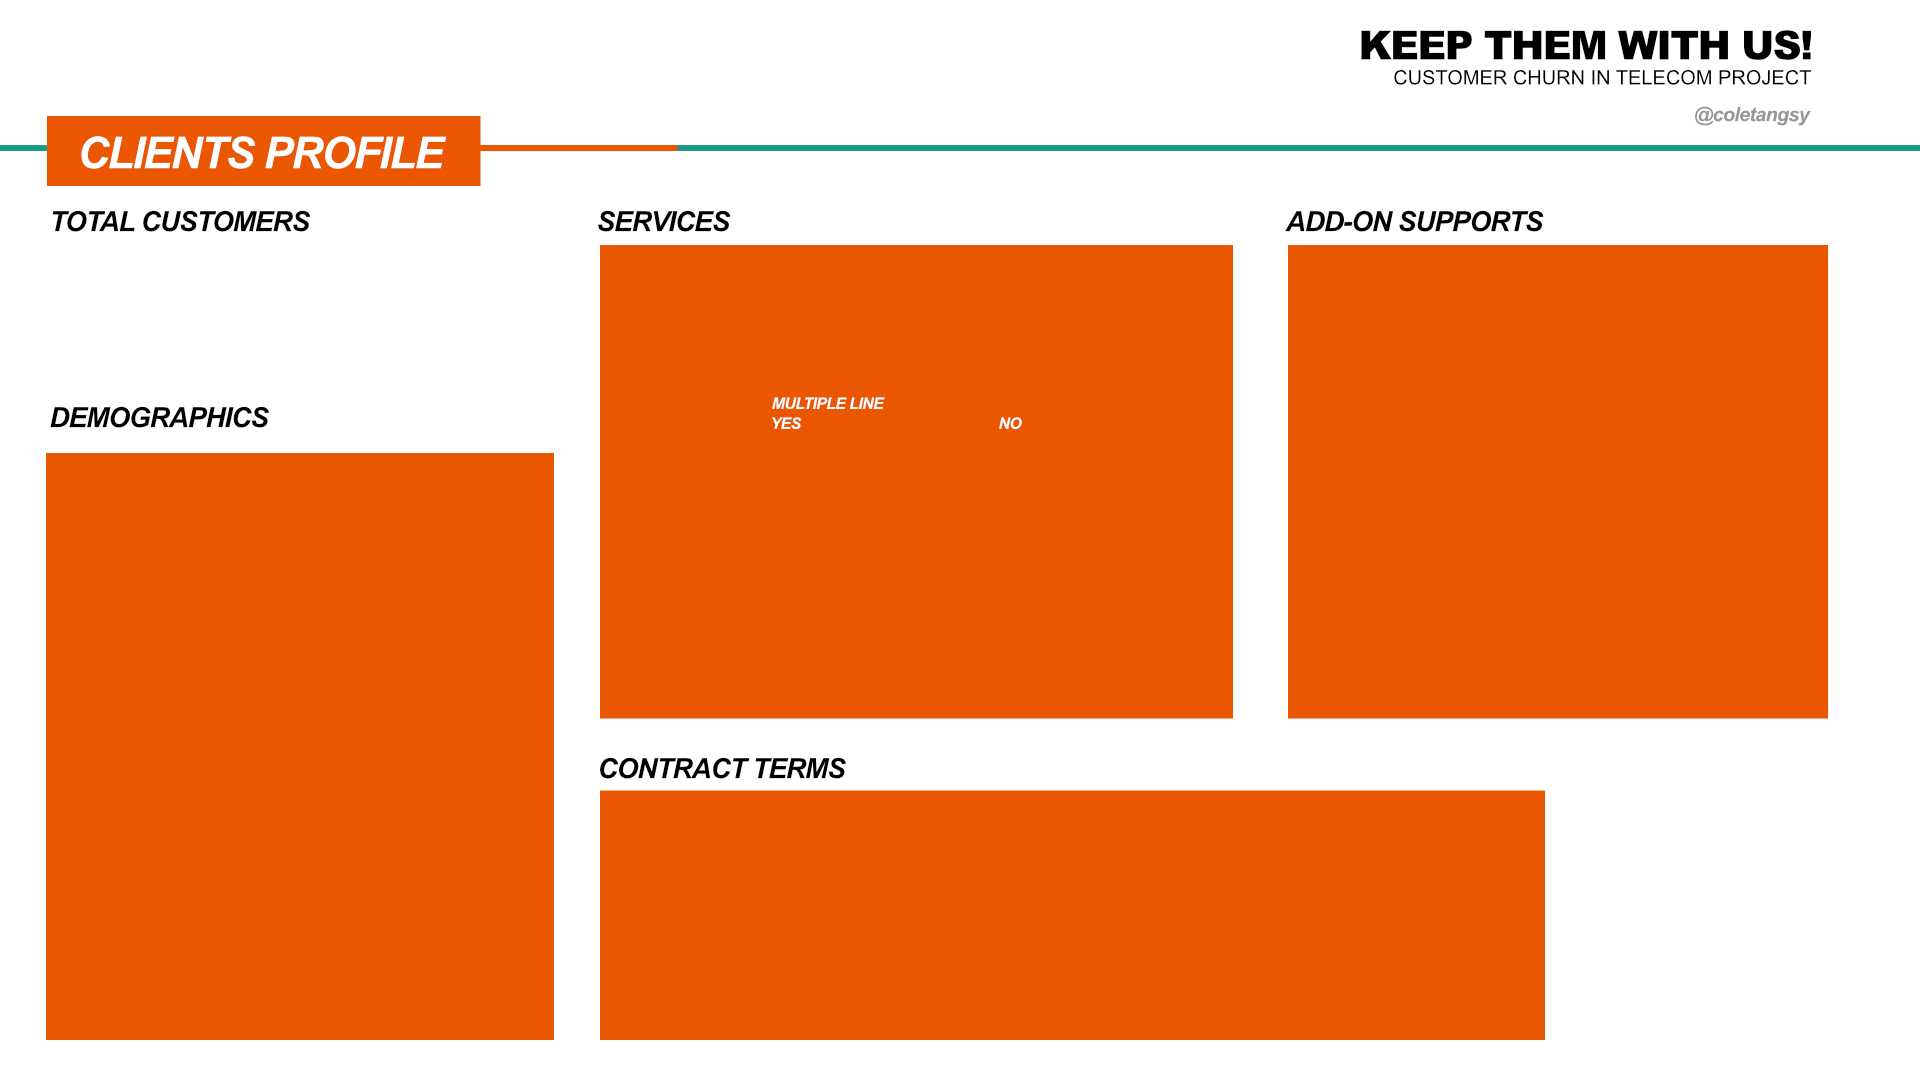 KEEP THEM WITH US!
CUSTOMER CHURN IN TELECOM PROJECT
@coletangsy
CLIENTS PROFILE
TOTAL CUSTOMERS
DEMOGRAPHICS
SERVICES
MULTIPLE LINE
YES NO
ADD-ON SUPPORTS
CONTRACT TERMS